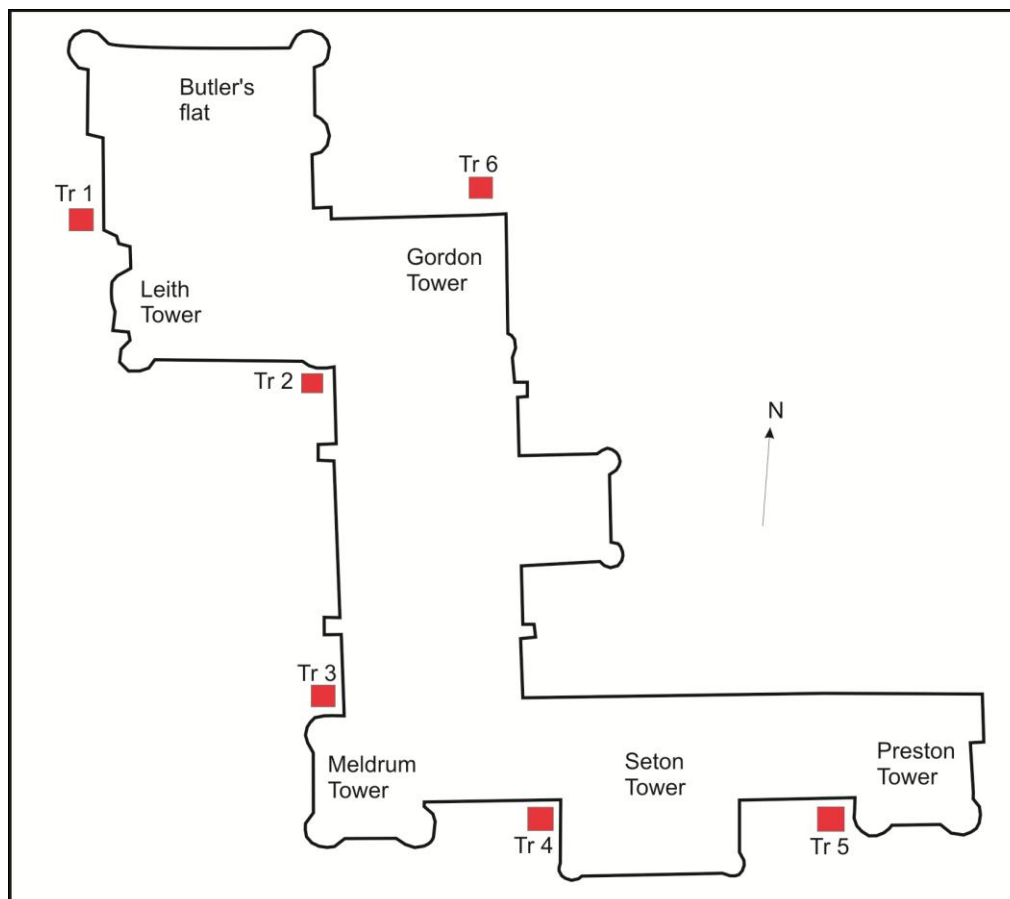 Butler's
flat
Tr 6
Tr 1
Gordon
Tower
Leith
Tower
Tr 2
N
Tr 3
Meldrum
Tower
Seton
Tower
Preston
Tower
Tr 4
Tr 5